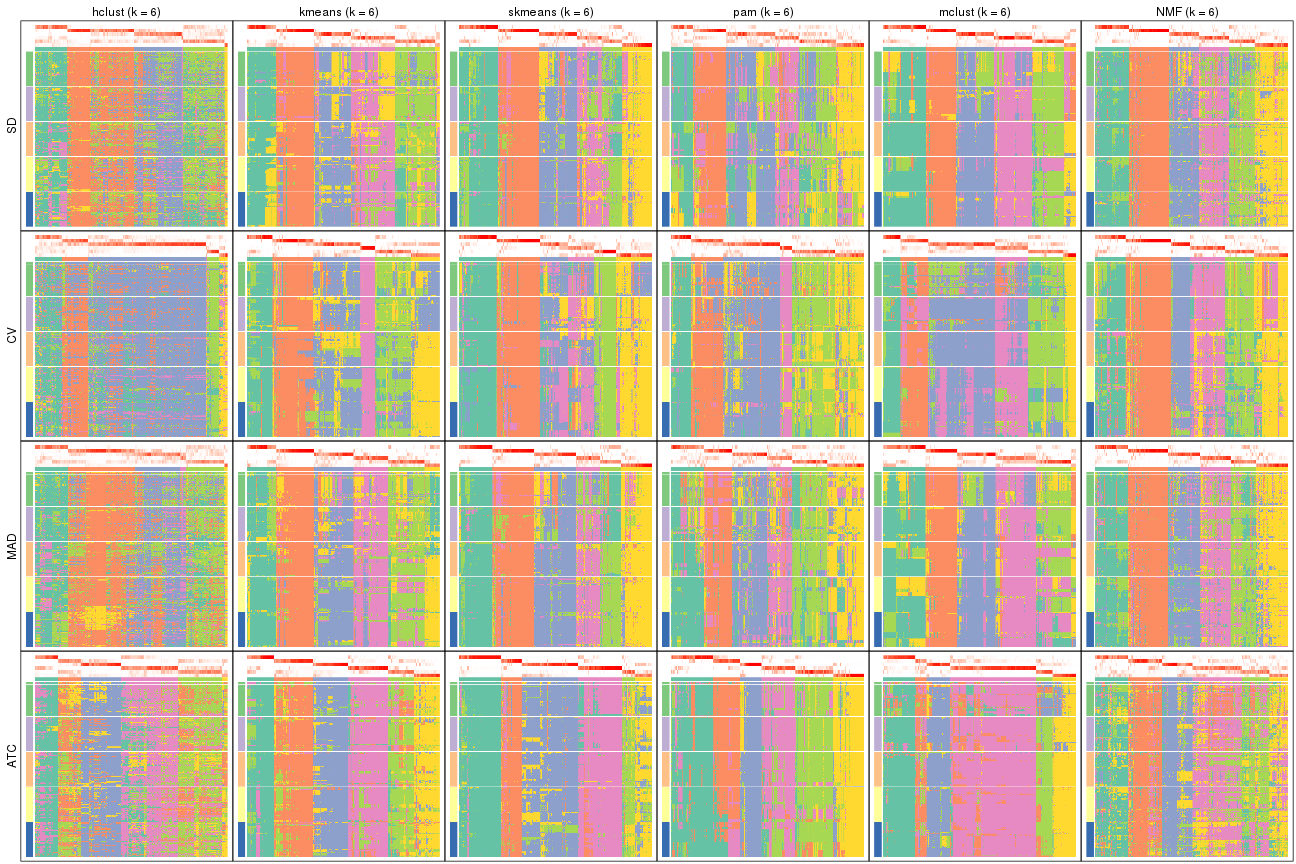 hclust (k = 6) kmeans (k = 6) skmeans (k = 6) pam (k = 6) mclust (k = 6) NMF (k = 6)
SD
CV
MAD
ATC